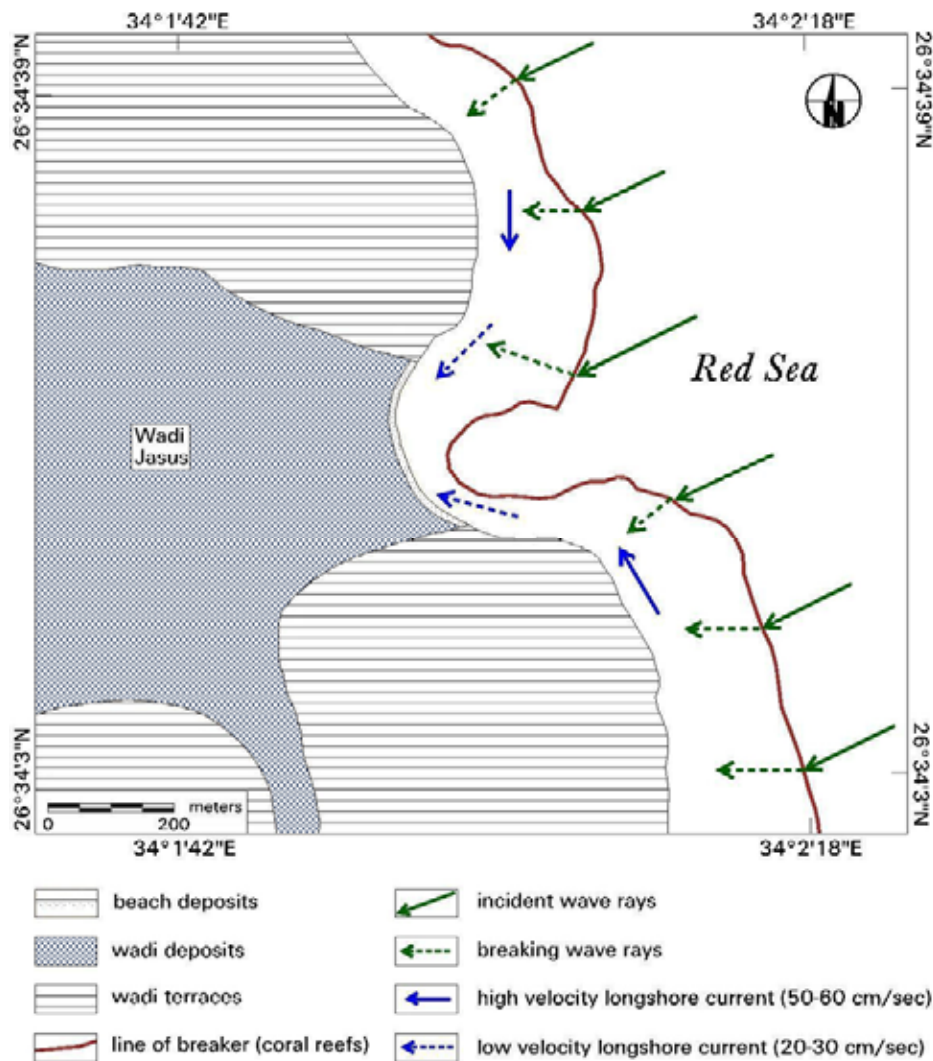 34°1'42"E
34°2'18"E
26°34'39"N
26°34'39"N
N
Red Sea
Wadi
Jasus
26°34'3"N
26°34'3"N
meters
0
200
34°1'42"E
34°2'18"E
beach deposits
incident wave rays
wadi deposits
breaking wave rays
wadi terraces
high velocity longshore current (50-60 cm/sec)
line of breaker (coral reefs)
low velocity longshore current (20-30 cm/sec)